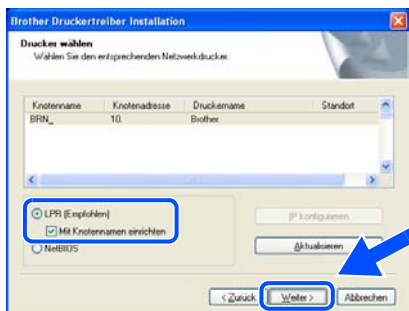 Brother Druckertreiber Installation
Drucker wählen
Wählen Sie den entsprechenden Netzwerkdrucker.
Knotenname Knotenadresse Druckername Standort
BRN_ 10. Brother
LPR (Empfohlen)
Mit Knotennamen einrichten
NetBIOS
IP konfigurieren
Aktualisieren
< Zurück Weiter > Abbrechen